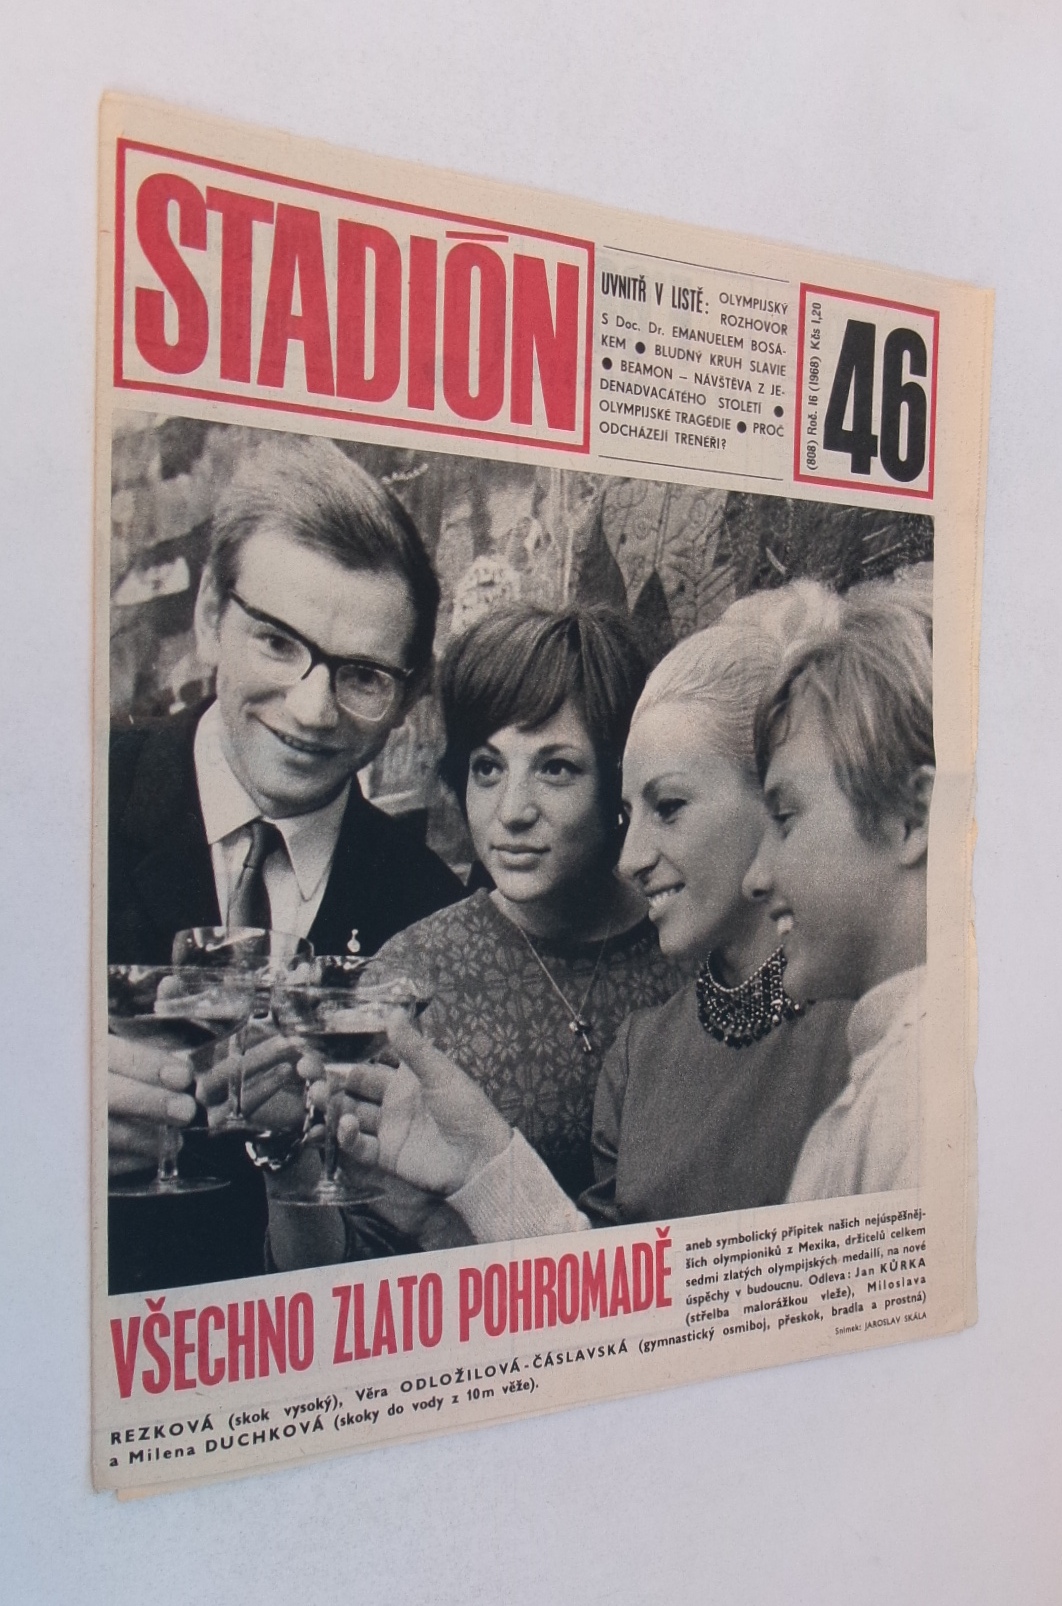 STADIÓN
UVNITŘ V LISTĚ: OLYMPIJSKÝ
ROZHOVOR
S Doc. Dr. EMANUELEM BOSÁ-
KEM ● BLUDNÝ KRUH SLAVIE
● BEAMON – NÁVŠTĚVA Z JE-
DENADVACÁTÉHO STOLETÍ ●
OLYMPIJSKÉ TRAGÉDIE ● PROČ
ODCHÁZEJÍ TRENÉŘI?
(808) Roč. 16 (1968) Kčs 1,20
46
VŠECHNO ZLATO POHROMADĚ
aneb symbolický přípitek našich nejúspěšněj-
ších olympioniků z Mexika, držitelů celkem
sedmi zlatých olympijských medailí, na nové
úspěchy v budoucnu. Odleva: Jan KŮRKA
(střelba malorážkou vleže), Miloslava
REZKOVÁ (skok vysoký), Věra ODLOŽILOVÁ-ČÁSLAVSKÁ (gymnastický osmiboj, přeskok, bradla a prostná)
a Milena DUCHKOVÁ (skoky do vody z 10m věže).
Snímek: JAROSLAV SKÁLA